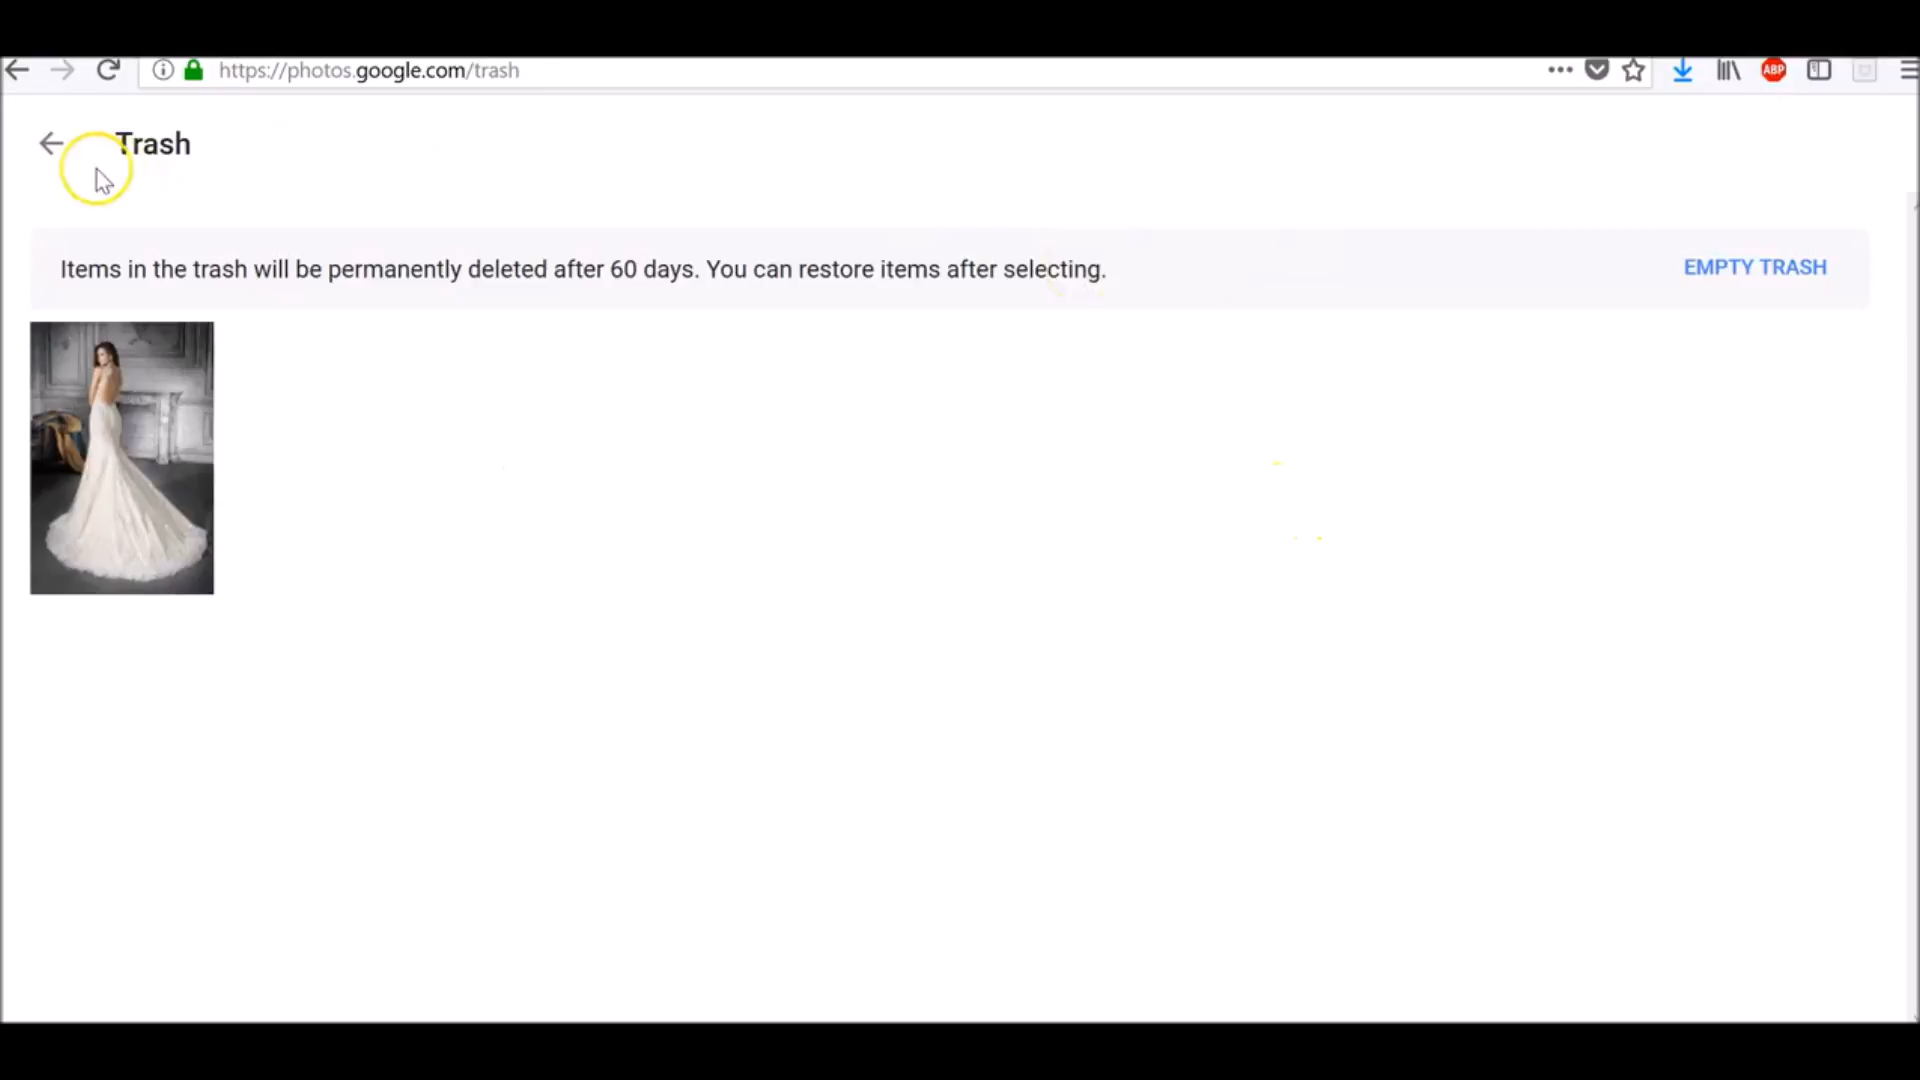 https://photos.google.com/trash
ABP
Trash
Items in the trash will be permanently deleted after 60 days. You can restore items after selecting.
EMPTY TRASH